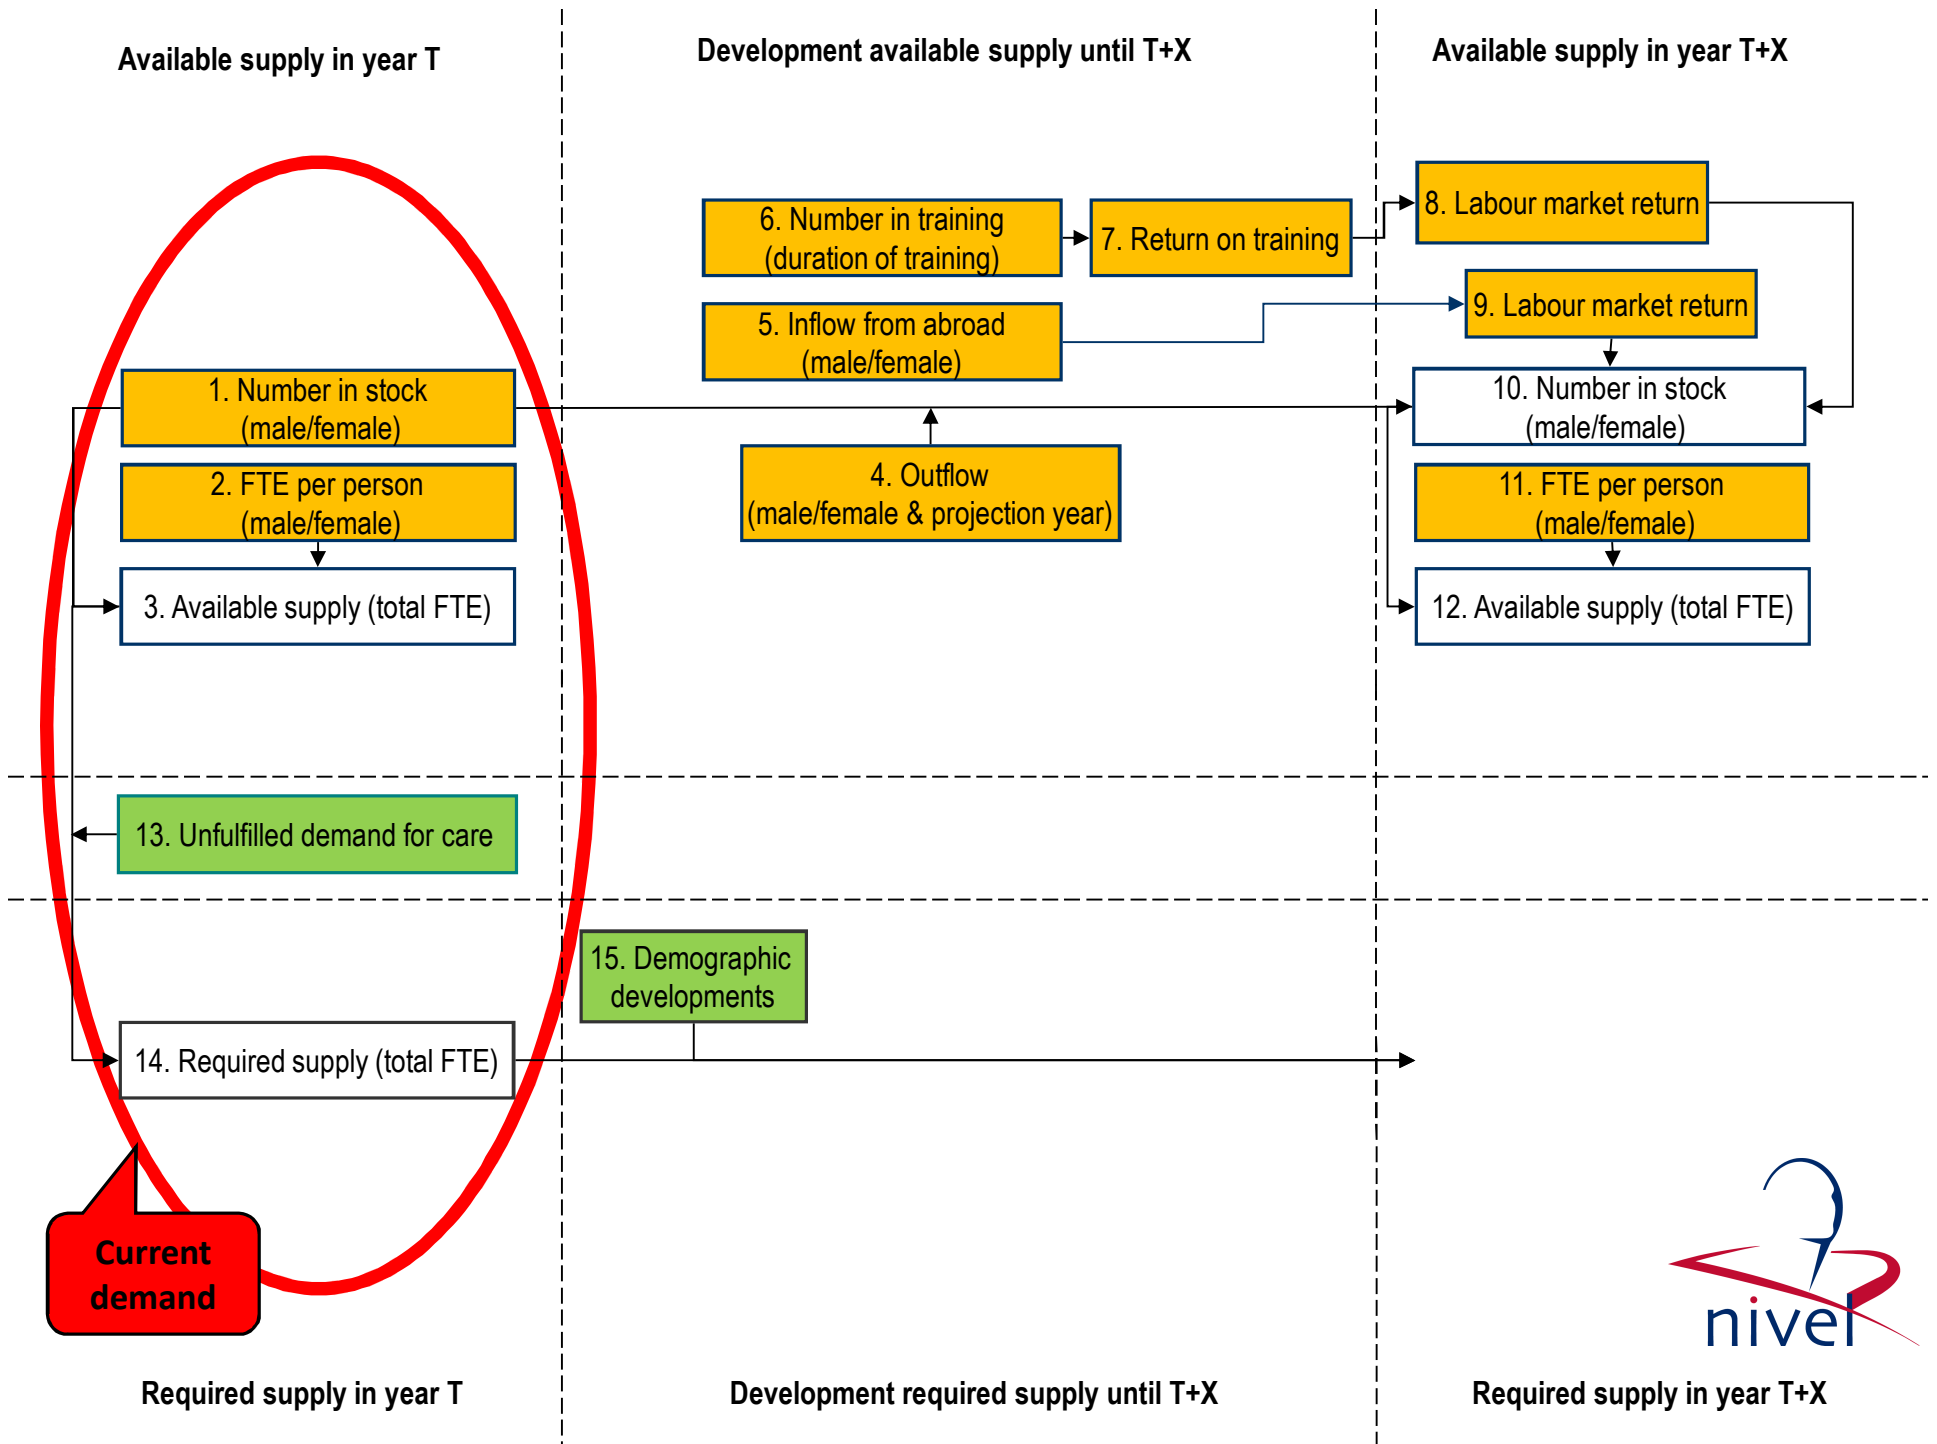 Available supply in year T
Development available supply until T+X
Available supply in year T+X
6. Number in training
(duration of training)
7. Return on training
8. Labour market return
5. Inflow from abroad
(male/female)
9. Labour market return
1. Number in stock
(male/female)
10. Number in stock
(male/female)
2. FTE per person
(male/female)
4. Outflow
(male/female & projection year)
11. FTE per person
(male/female)
3. Available supply (total FTE)
12. Available supply (total FTE)
13. Unfulfilled demand for care
15. Demographic
developments
14. Required supply (total FTE)
Current
demand
nivel
Required supply in year T
Development required supply until T+X
Required supply in year T+X